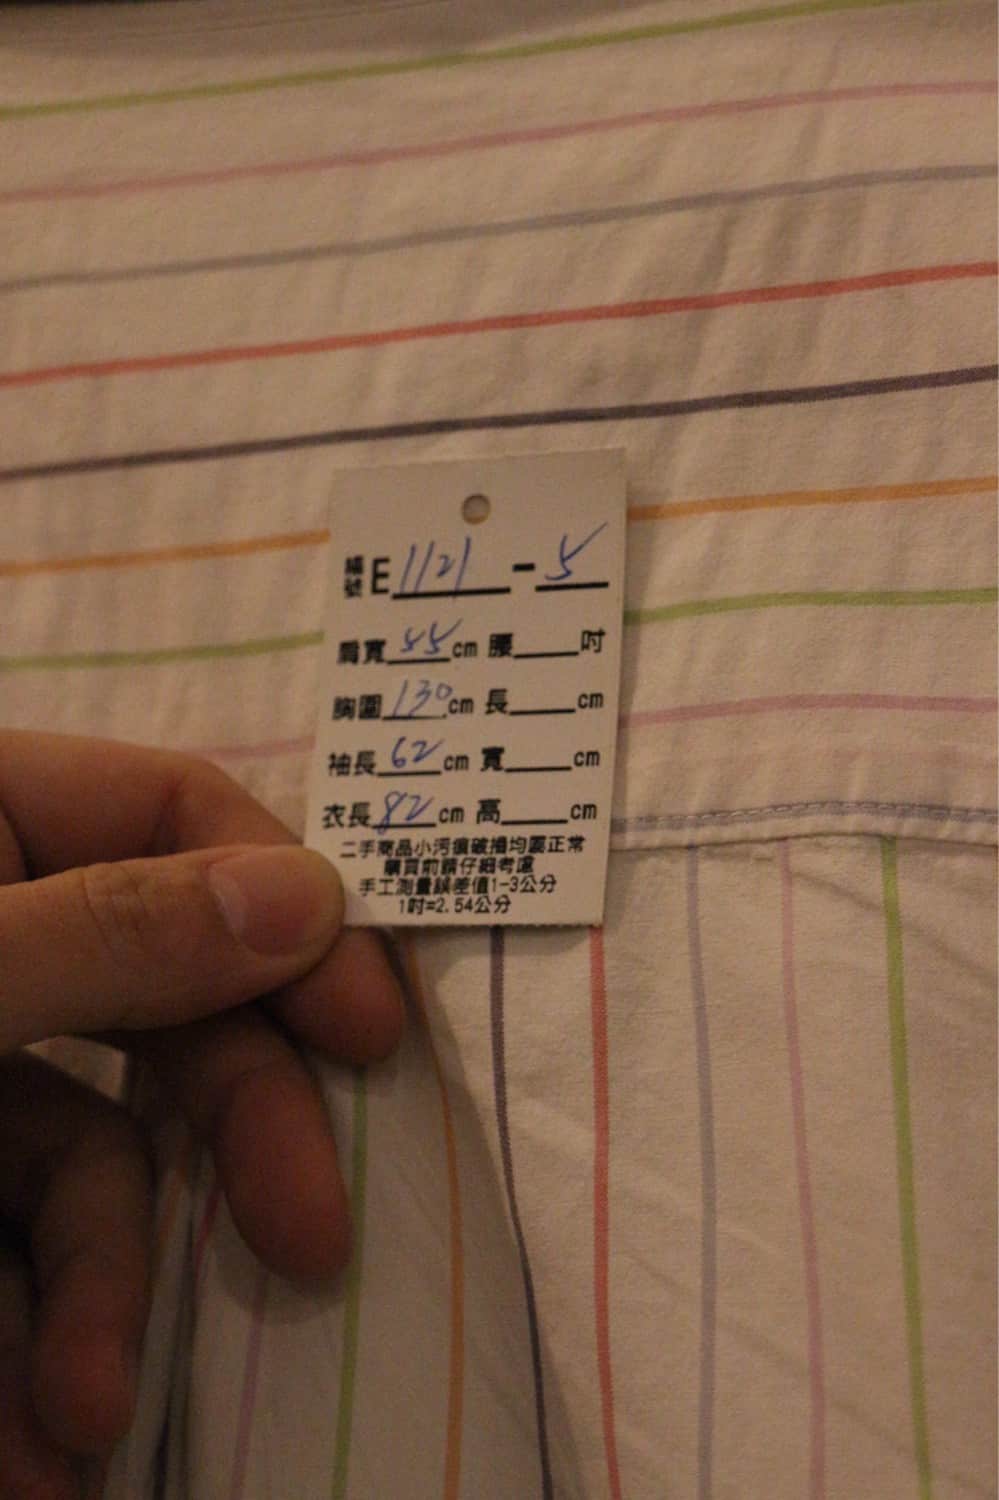 編號E 1121 - 5
肩寬 55 cm 腰____吋
胸圍 130 cm 長____cm
袖長 62 cm 寬____cm
衣長 82 cm 高____cm
二手商品小污損破損均屬正常
購買前請仔細考慮
手工測量誤差值1-3公分
1吋=2.54公分